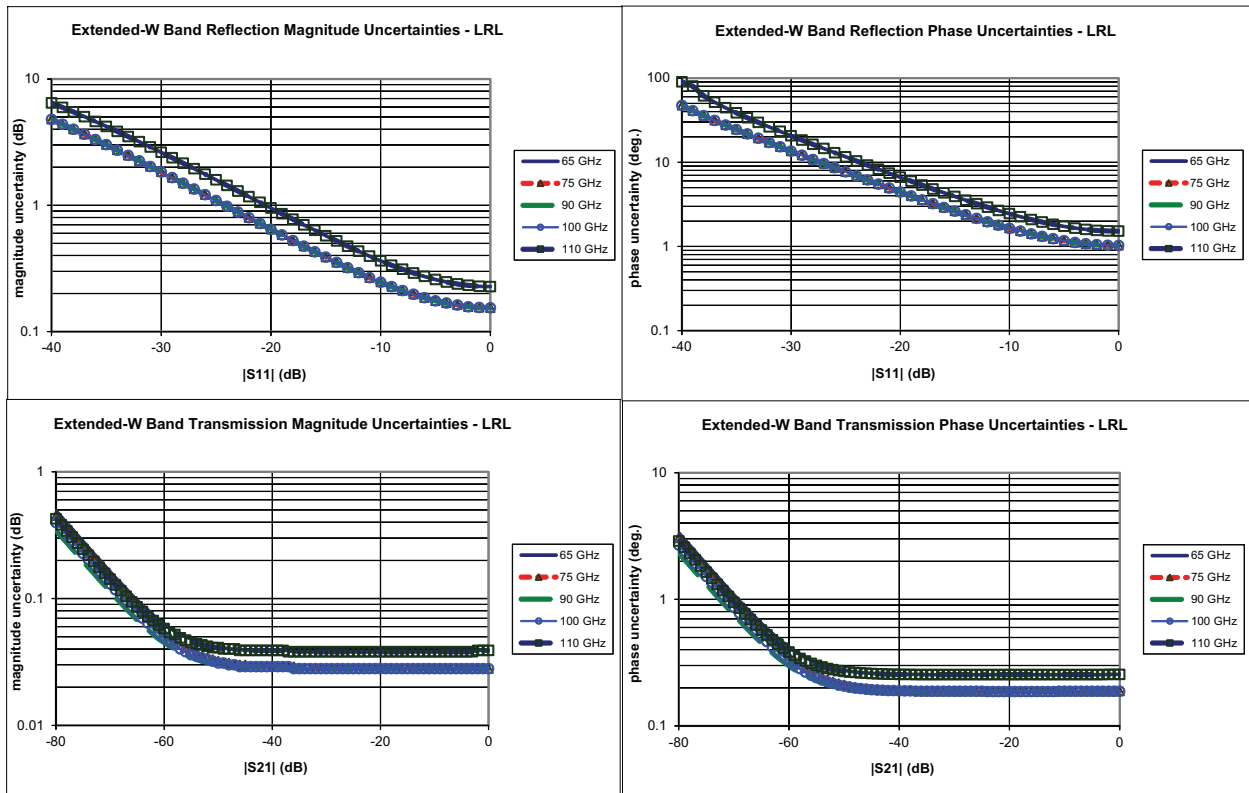 Extended-W Band Reflection Magnitude Uncertainties - LRL
magnitude uncertainty (dB)
10
1
0.1
-40
-30
-20
-10
0
|S11| (dB)
65 GHz
75 GHz
90 GHz
100 GHz
110 GHz
Extended-W Band Reflection Phase Uncertainties - LRL
phase uncertainty (deg.)
100
10
1
0.1
-40
-30
-20
-10
0
|S11| (dB)
65 GHz
75 GHz
90 GHz
100 GHz
110 GHz
Extended-W Band Transmission Magnitude Uncertainties - LRL
magnitude uncertainty (dB)
1
0.1
0.01
-80
-60
-40
-20
0
|S21| (dB)
65 GHz
75 GHz
90 GHz
100 GHz
110 GHz
Extended-W Band Transmission Phase Uncertainties - LRL
phase uncertainty (deg.)
10
1
0.1
-80
-60
-40
-20
0
|S21| (dB)
65 GHz
75 GHz
90 GHz
100 GHz
110 GHz